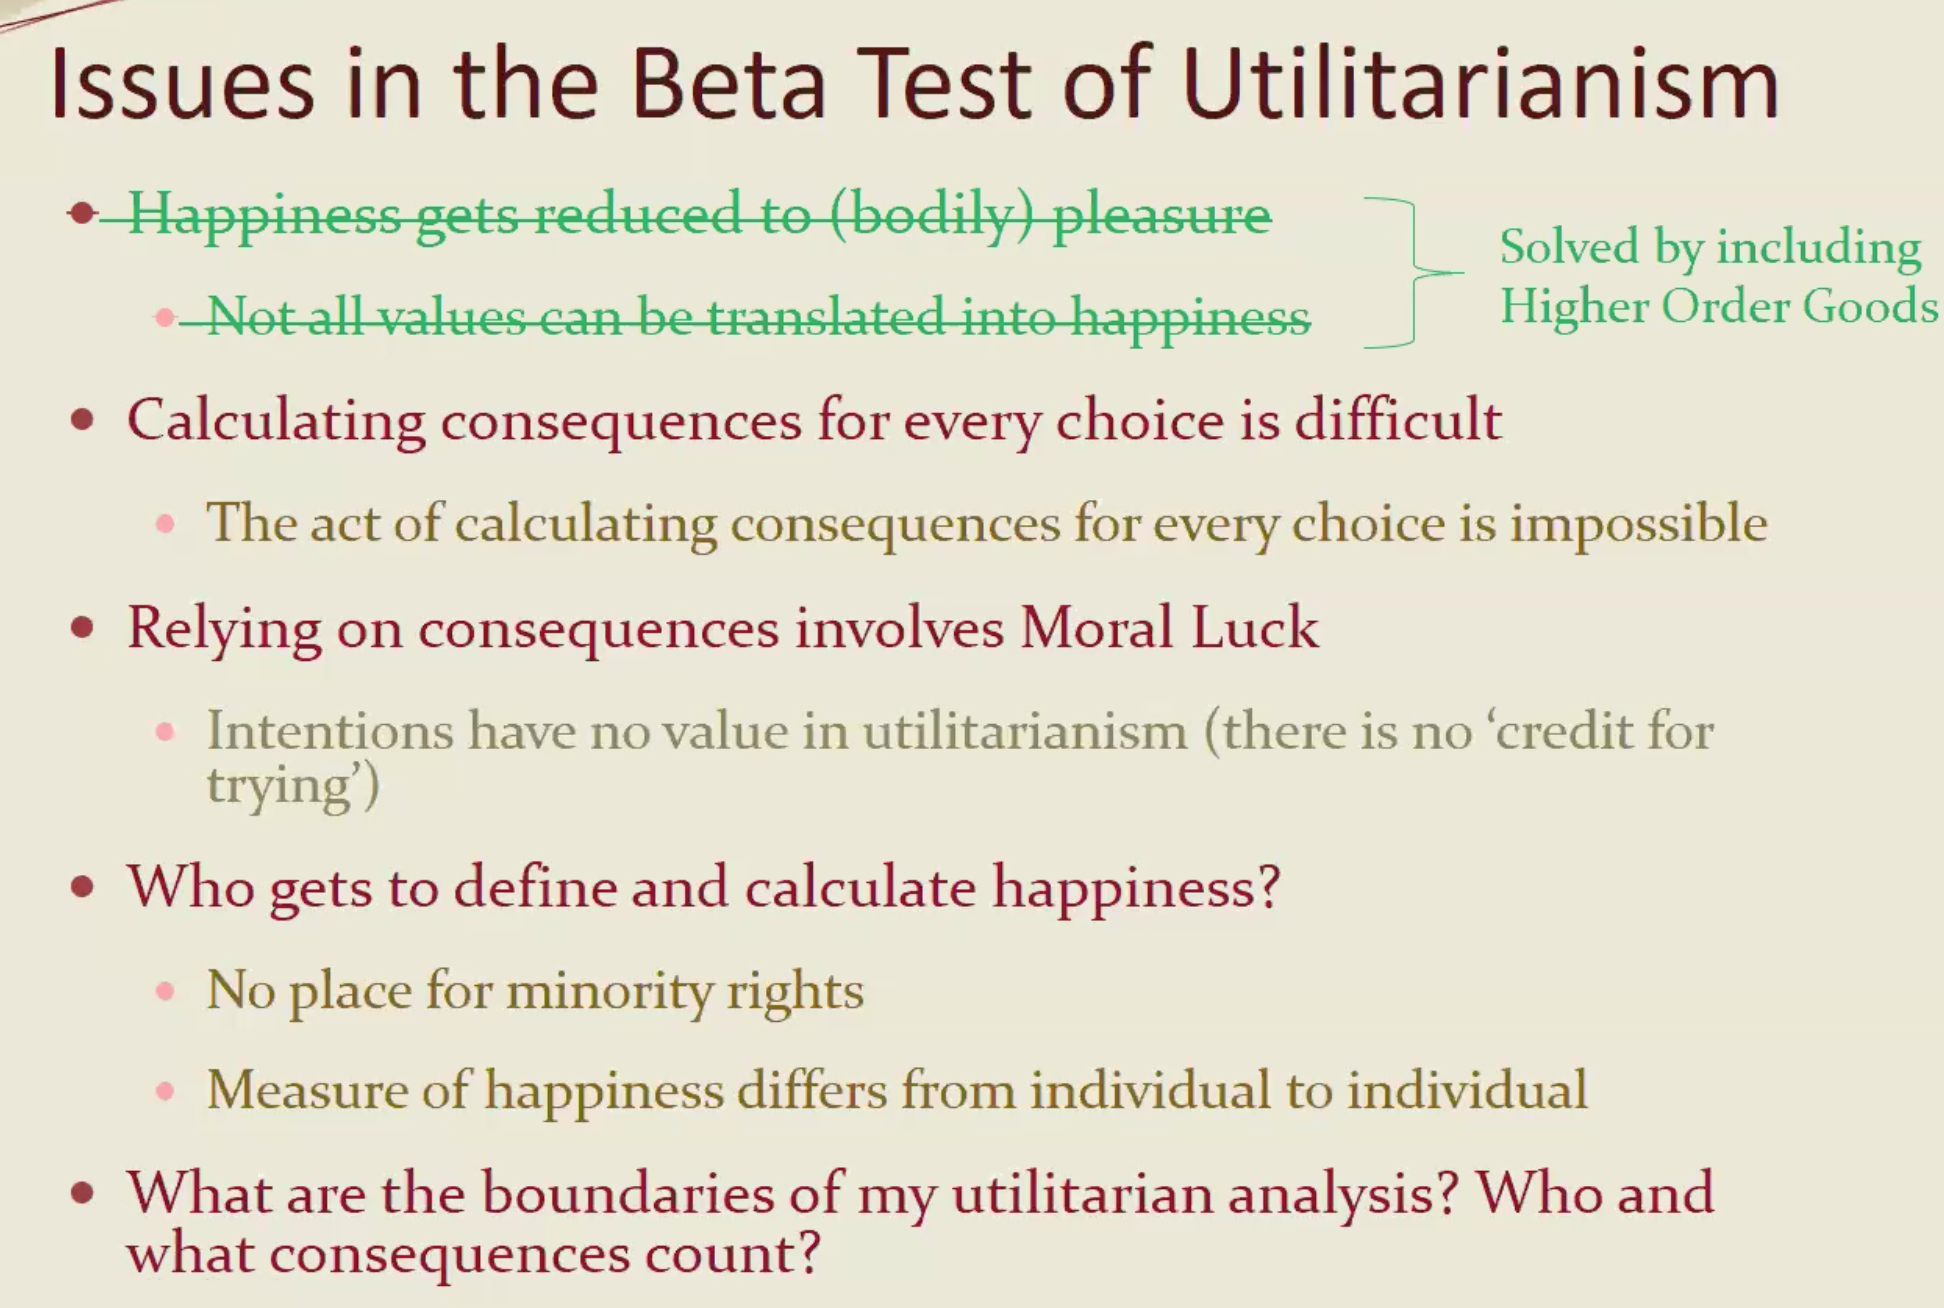 Issues in the Beta Test of Utilitarianism
• Happiness gets reduced to (bodily) pleasure
• Not all values can be translated into happiness
Solved by including
Higher Order Goods
• Calculating consequences for every choice is difficult
• The act of calculating consequences for every choice is impossible
• Relying on consequences involves Moral Luck
• Intentions have no value in utilitarianism (there is no ‘credit for
trying’)
• Who gets to define and calculate happiness?
• No place for minority rights
• Measure of happiness differs from individual to individual
• What are the boundaries of my utilitarian analysis? Who and
what consequences count?